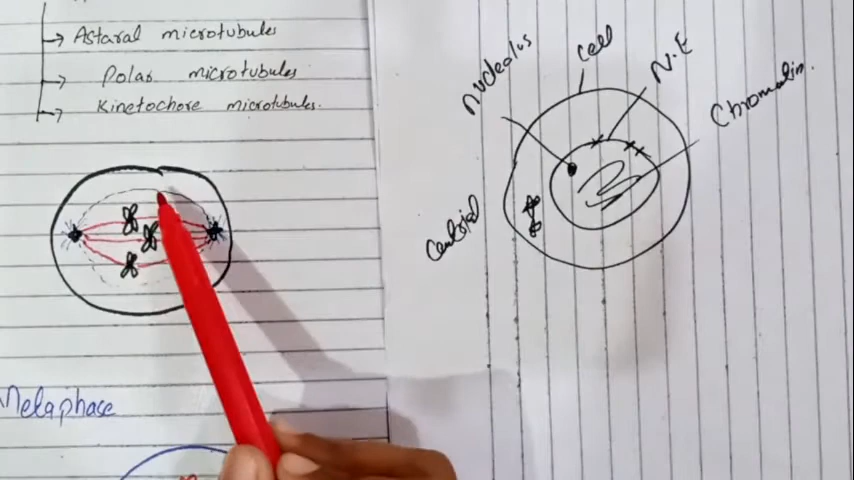 Astaral microtubules
Polar microtubules
Kinetochore microtubules.
Metaphase
nucleolus
cell
N.E
Chromatin.
Centriol